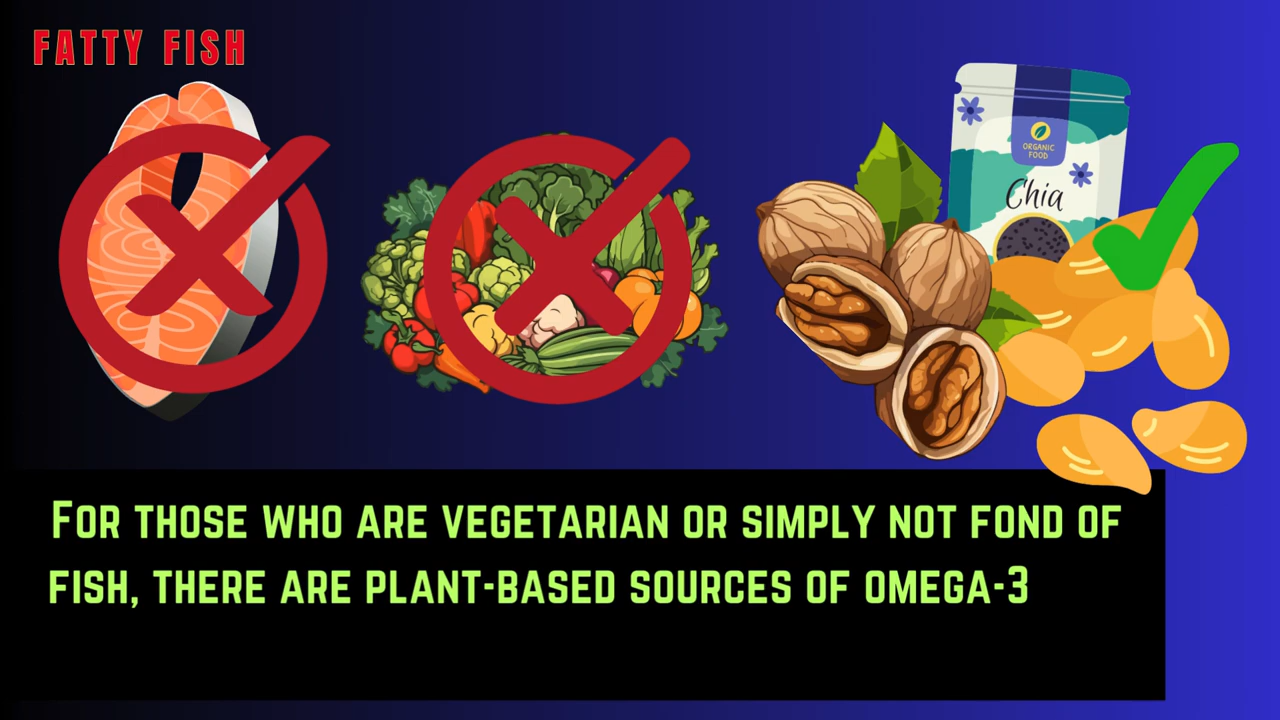 FATTY FISH
ORGANIC
FOOD
Chia
FOR THOSE WHO ARE VEGETARIAN OR SIMPLY NOT FOND OF
FISH, THERE ARE PLANT-BASED SOURCES OF OMEGA-3